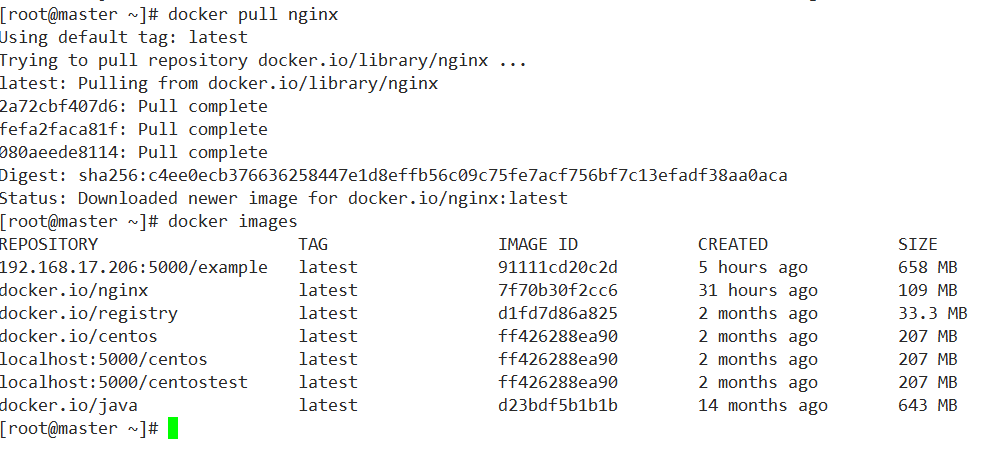 [root@master ~]# docker pull nginx
Using default tag: latest
Trying to pull repository docker.io/library/nginx ...
latest: Pulling from docker.io/library/nginx
2a72cbf407d6: Pull complete
fefa2faca81f: Pull complete
080aeede8114: Pull complete
Digest: sha256:c4ee0ecb376636258447e1d8effb56c09c75fe7acf756bf7c13efadf38aa0aca
Status: Downloaded newer image for docker.io/nginx:latest
[root@master ~]# docker images
REPOSITORY                    TAG                 IMAGE ID            CREATED             SIZE
192.168.17.206:5000/example   latest              91111cd20c2d        5 hours ago         658 MB
docker.io/nginx               latest              7f70b30f2cc6        31 hours ago        109 MB
docker.io/registry            latest              d1fd7d86a825        2 months ago        33.3 MB
docker.io/centos              latest              ff426288ea90        2 months ago        207 MB
localhost:5000/centos         latest              ff426288ea90        2 months ago        207 MB
localhost:5000/centostest     latest              ff426288ea90        2 months ago        207 MB
docker.io/java                latest              d23bdf5b1b1b        14 months ago       643 MB
[root@master ~]#